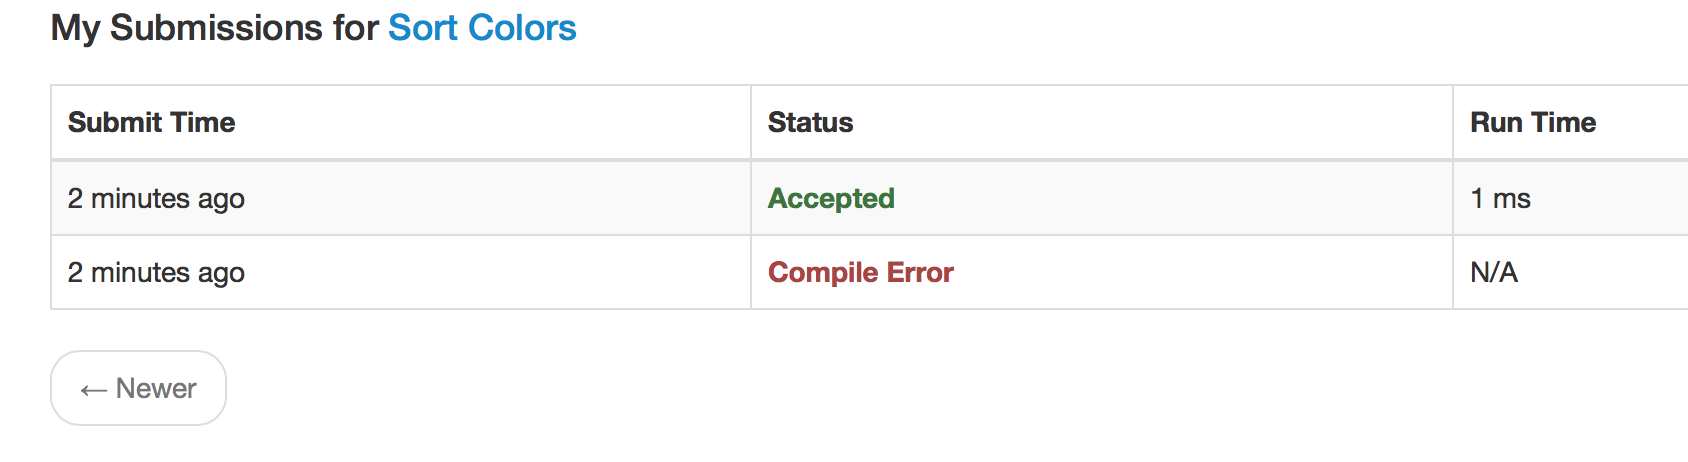 My Submissions for Sort Colors
Submit Time Status Run Time
2 minutes ago Accepted 1 ms
2 minutes ago Compile Error N/A
← Newer